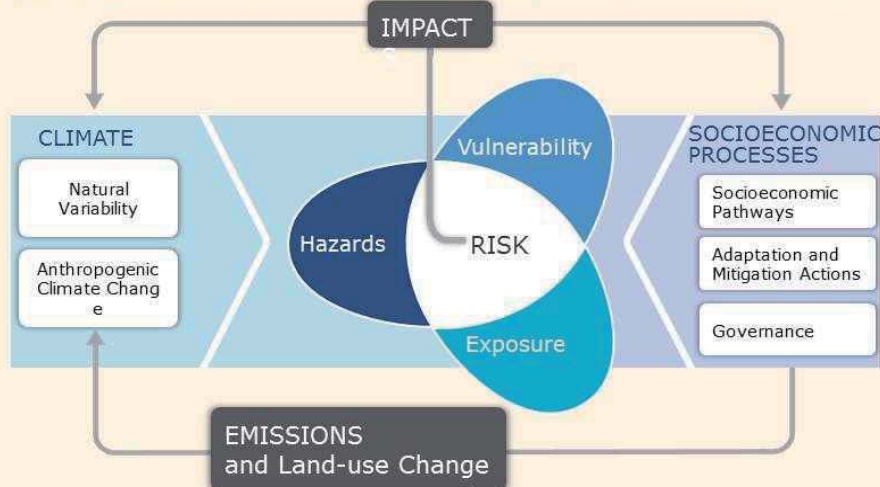 IMPACT
S
CLIMATE
Natural
Variability
Anthropogenic
Climate Chang
e
Vulnerability
Hazards
RISK
Exposure
SOCIOECONOMIC
PROCESSES
Socioeconomic
Pathways
Adaptation and
Mitigation Actions
Governance
EMISSIONS
and Land-use Change